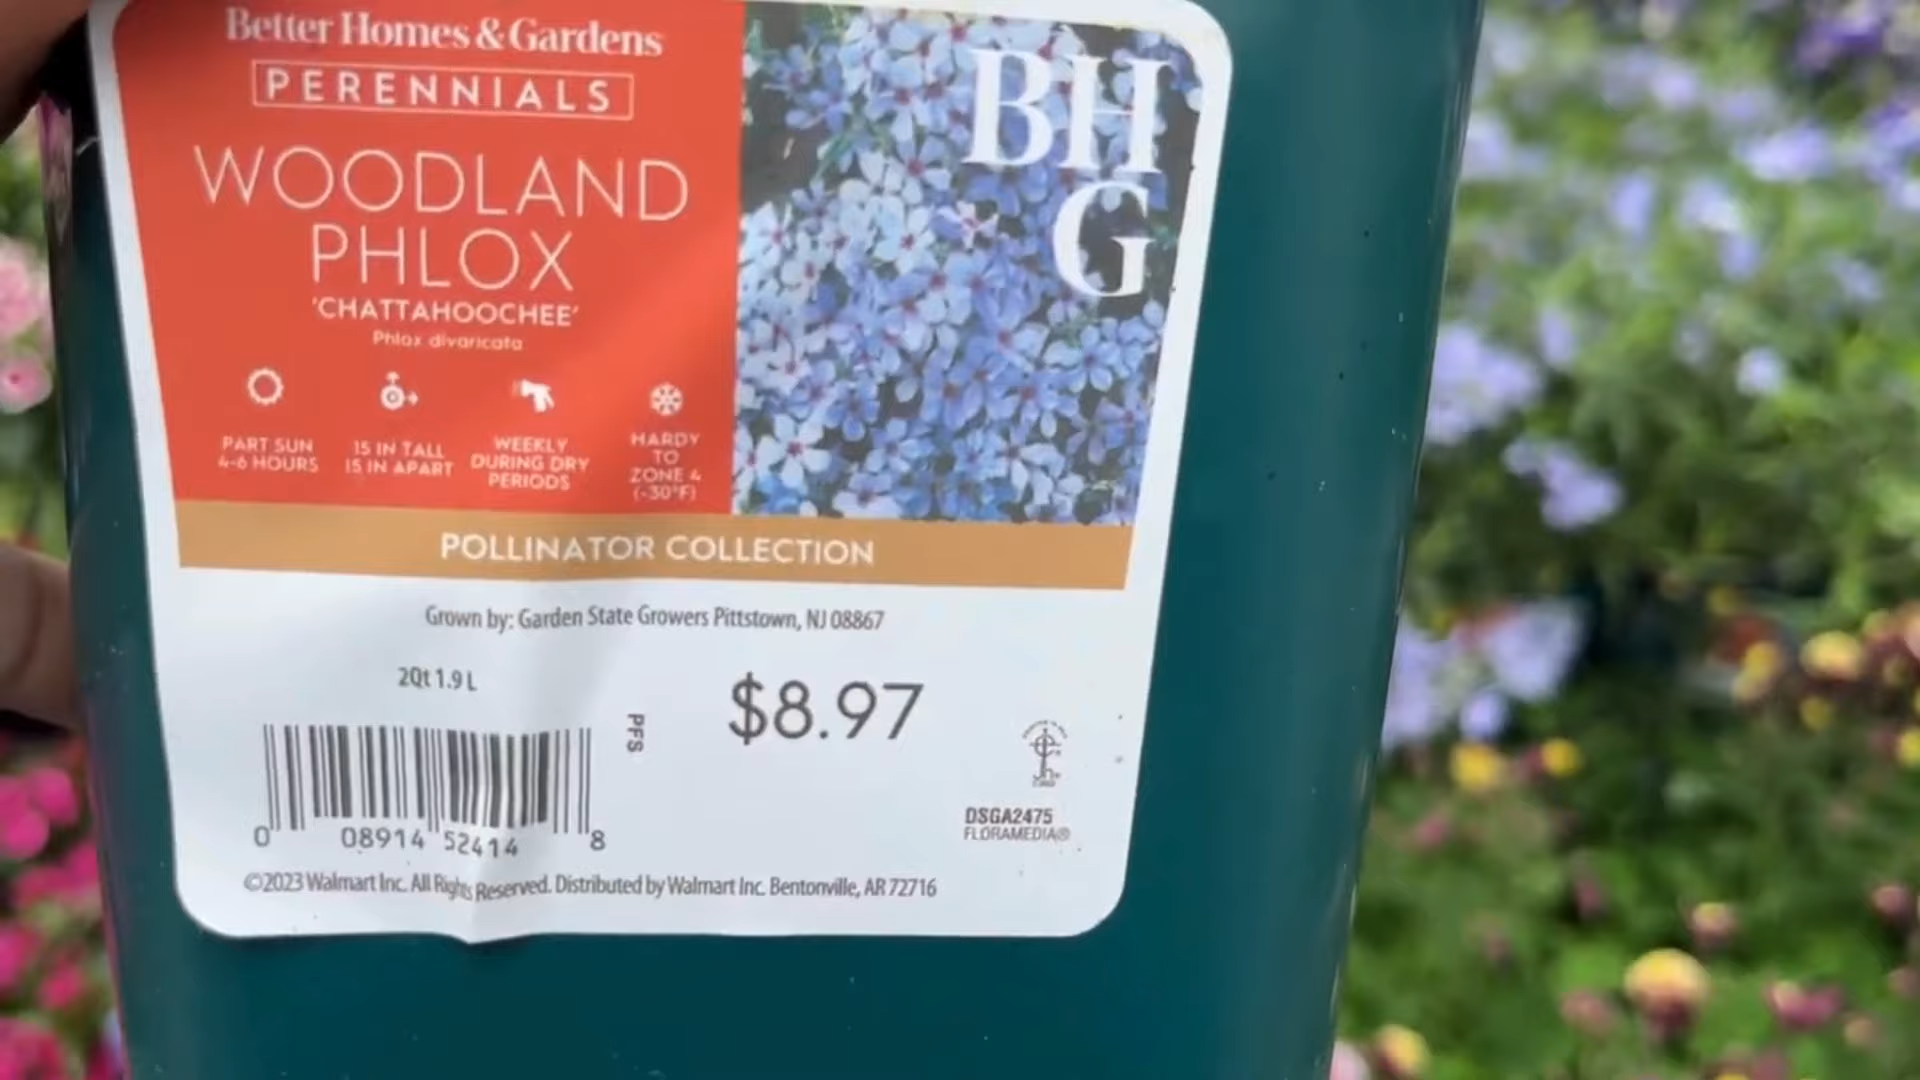 Better Homes & Gardens
PERENNIALS
WOODLAND
PHLOX
'CHATTAHOOCHEE'
Phlox divaricata
PART SUN
4-6 HOURS
15 IN TALL
15 IN APART
WEEKLY
DURING DRY
PERIODS
HARDY
TO
ZONE 4
(-30°F)
BH
G
POLLINATOR COLLECTION
Grown by: Garden State Growers Pittstown, NJ 08867
2Qt 1.9 L
PFS
$8.97
0 08914 52414 8
DSGA2475
FLORAMEDIA®
©2023 Walmart Inc. All Rights Reserved. Distributed by Walmart Inc. Bentonville, AR 72716